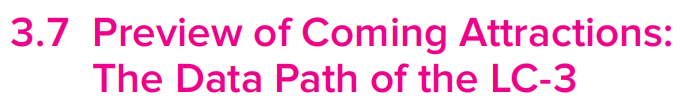 3.7 Preview of Coming Attractions:
The Data Path of the LC-3